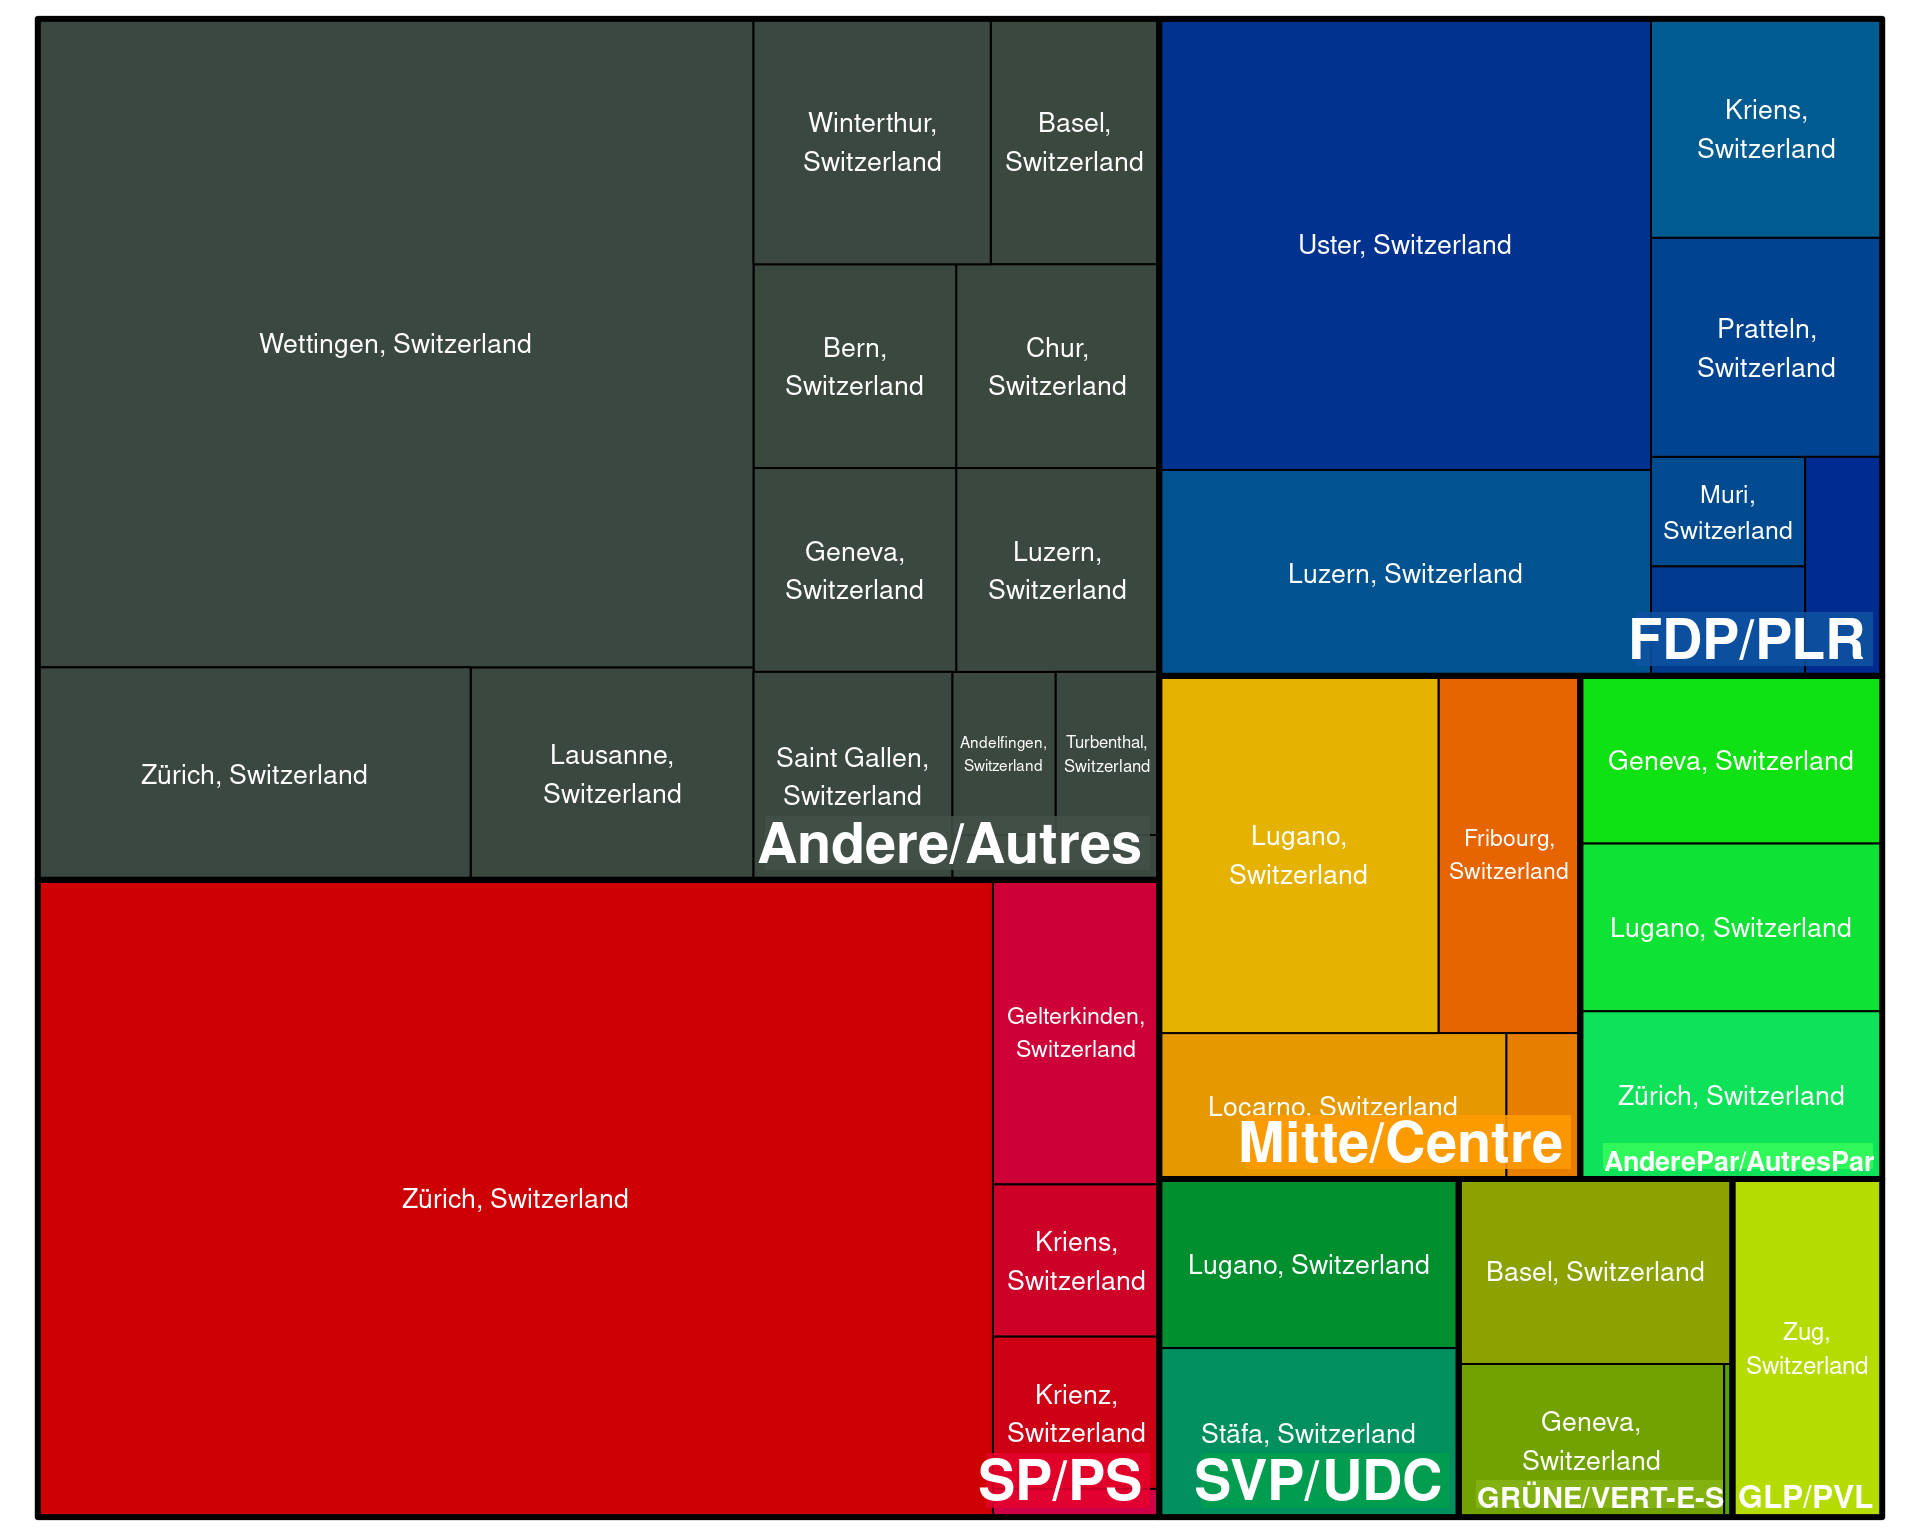 Wettingen, Switzerland
Winterthur,
Switzerland
Basel,
Switzerland
Bern,
Switzerland
Chur,
Switzerland
Geneva,
Switzerland
Luzern,
Switzerland
Zürich, Switzerland
Lausanne,
Switzerland
Saint Gallen,
Switzerland
Andelfingen,
Switzerland
Turbenthal,
Switzerland
Andere/Autres
Uster, Switzerland
Kriens,
Switzerland
Pratteln,
Switzerland
Luzern, Switzerland
Muri,
Switzerland
FDP/PLR
Zürich, Switzerland
Gelterkinden,
Switzerland
Kriens,
Switzerland
Krienz,
Switzerland
SP/PS
Lugano,
Switzerland
Fribourg,
Switzerland
Locarno, Switzerland
Mitte/Centre
Geneva, Switzerland
Lugano, Switzerland
Zürich, Switzerland
AnderePar/AutresPar
Lugano, Switzerland
Stäfa, Switzerland
SVP/UDC
Basel, Switzerland
Geneva,
Switzerland
GRÜNE/VERT-E-S
Zug,
Switzerland
GLP/PVL